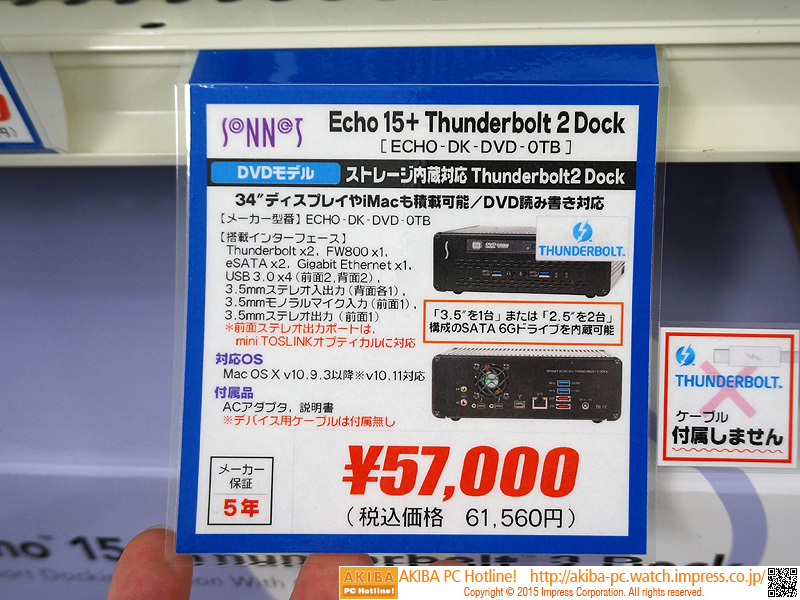 SONNET
Echo 15+ Thunderbolt 2 Dock
[ECHO-DK-DVD-0TB]
DVDモデル
ストレージ内蔵対応 Thunderbolt2 Dock
34"ディスプレイやiMacも積載可能/DVD読み書き対応
【メーカー型番】ECHO-DK-DVD-0TB
【搭載インターフェース】
Thunderbolt x2, FW800 x1,
eSATA x2, Gigabit Ethernet x1,
USB 3.0 x4(前面2,背面2),
3.5mmステレオ入出力(背面各1),
3.5mmモノラルマイク入力(前面1),
3.5mmステレオ出力(前面1)
*前面ステレオ出力ポートは,
mini TOSLINKオプティカルに対応
THUNDERBOLT™
「3.5"を1台」または「2.5"を2台」
構成のSATA 6Gドライブを内蔵可能
対応OS
Mac OS X v10.9.3以降※v10.11対応
付属品
ACアダプタ, 説明書
※デバイス用ケーブルは付属無し
メーカー
保証
5年
¥57,000
(税込価格 61,560円)
THUNDERBOLT™
ケーブル
付属しません
AKIBA
PC Hotline!
AKIBA PC Hotline! http://akiba-pc.watch.impress.co.jp/
Copyright © 2015 Impress Corporation. All rights reserved.